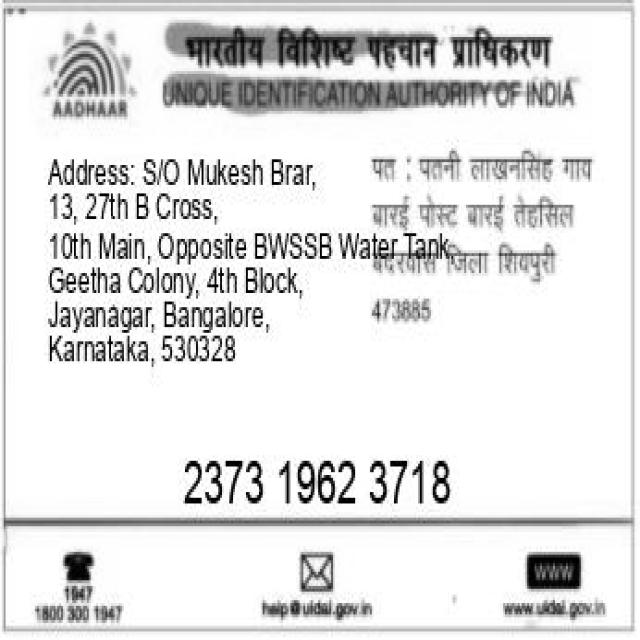 भारतीय विशिष्ट पहचान प्राधिकरण
AADHAAR
UNIQUE IDENTIFICATION AUTHORITY OF INDIA
Address: S/O Mukesh Brar,
13, 27th B Cross,
10th Main, Opposite BWSSB Water Tank
Geetha Colony, 4th Block,
Jayanagar, Bangalore,
Karnataka, 530328
पत : पतनी लाखनसिंह गाय
बारई पोस्ट बारई तेहसिल
जिला शिवपुरी
473885
2373 1962 3718
1947
1800 300 1947
help@uidai.gov.in
www
www.uidai.gov.in